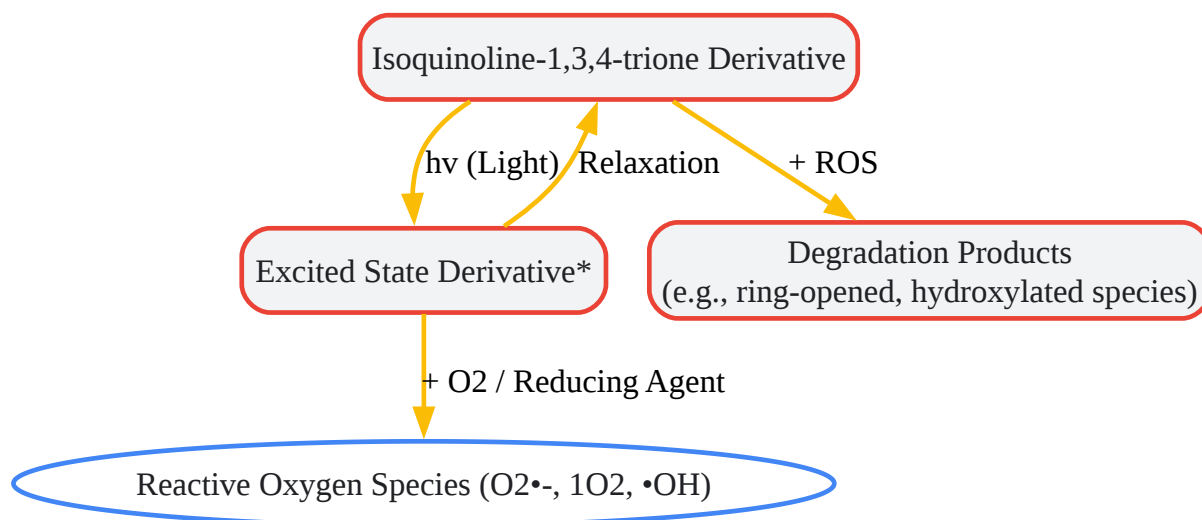 Isoquinoline-1,3,4-trione Derivative
hv (Light)
Relaxation
+ ROS
Excited State Derivative*
Degradation Products
(e.g., ring-opened, hydroxylated species)
+ O2 / Reducing Agent
Reactive Oxygen Species (O2•-, 1O2, •OH)